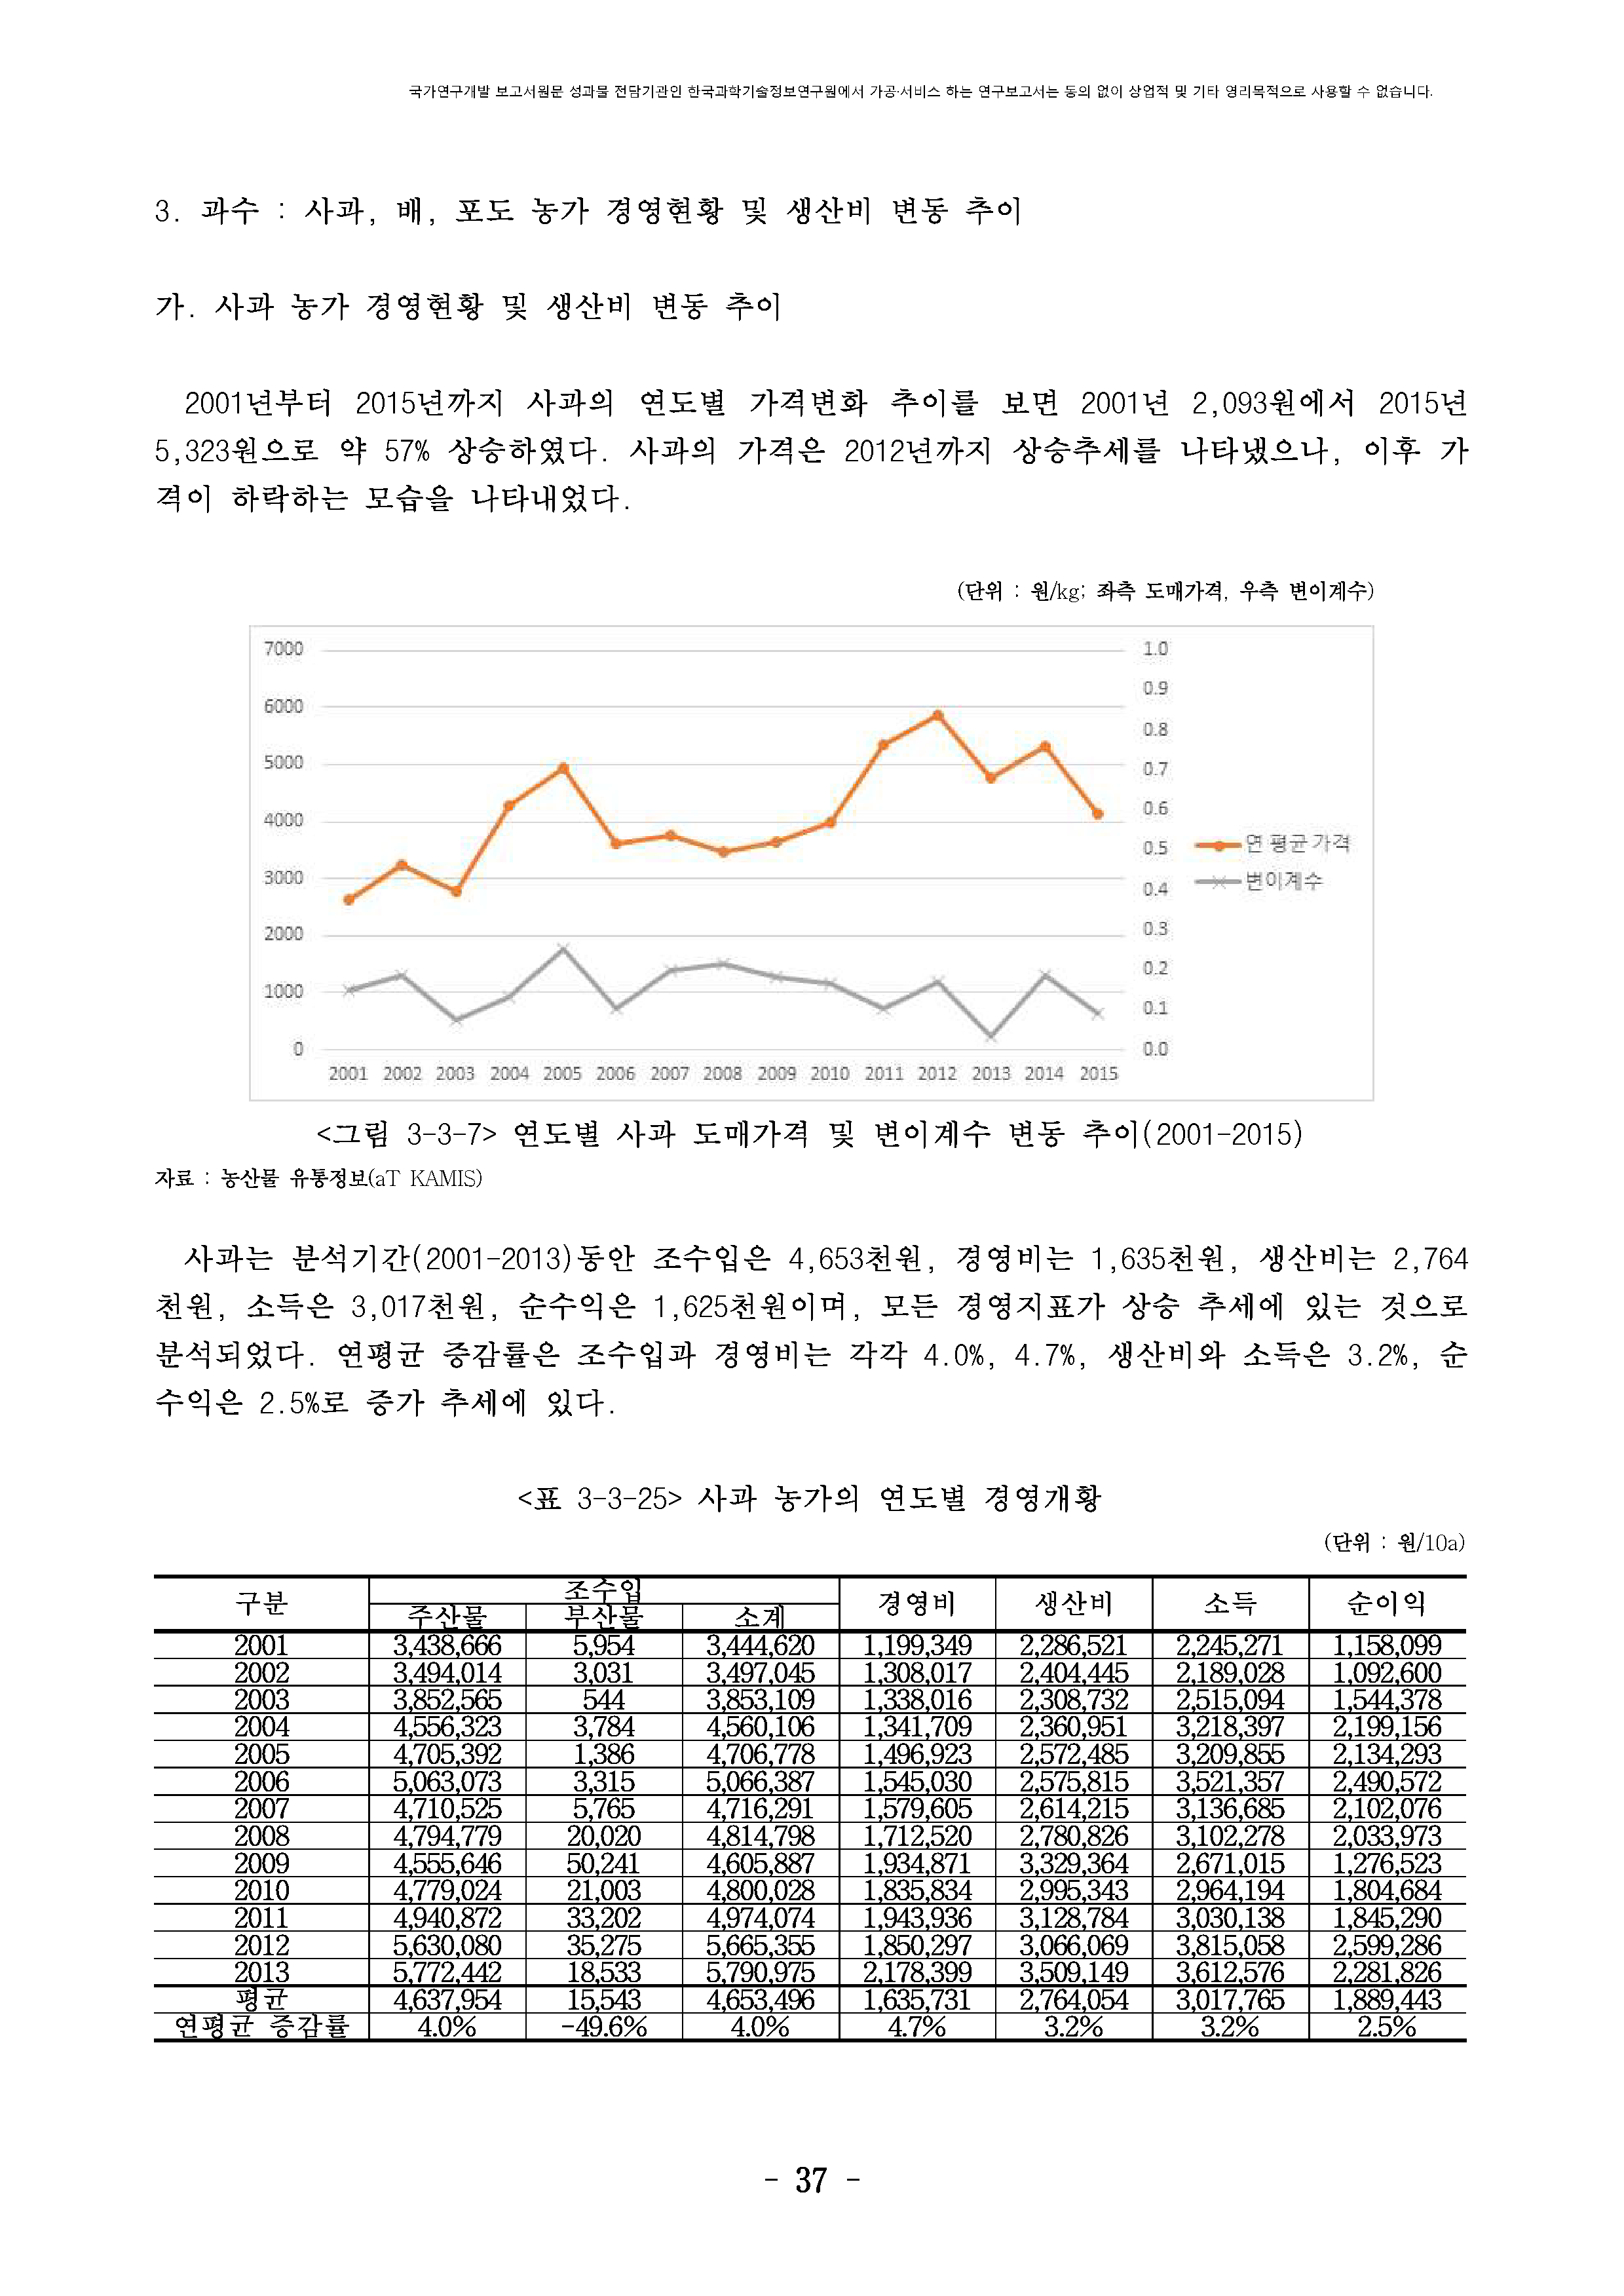 국가연구개발 보고서원문 성과물 전담기관인 한국과학기술정보연구원에서 가공·서비스 하는 연구보고서는 동의 없이 상업적 및 기타 영리목적으로 사용할 수 없습니다.
3. 과수 : 사과, 배, 포도 농가 경영현황 및 생산비 변동 추이
가. 사과 농가 경영현황 및 생산비 변동 추이
2001년부터 2015년까지 사과의 연도별 가격변화 추이를 보면 2001년 2,093원에서 2015년
5,323원으로 약 57% 상승하였다. 사과의 가격은 2012년까지 상승추세를 나타냈으나, 이후 가
격이 하락하는 모습을 나타내었다.
(단위 : 원/kg; 좌측 도매가격, 우측 변이계수)
7000 1.0
0.9
6000
0.8
5000
0.7
0.6
4000
0.5 연평균가격
3000
0.4 변이계수
2000 0.3
0.2
1000
0.1
0 0.0
2001 2002 2003 2004 2005 2006 2007 2008 2009 2010 2011 2012 2013 2014 2015
<그림 3-3-7> 연도별 사과 도매가격 및 변이계수 변동 추이(2001-2015)
자료 : 농산물 유통정보(aT KAMIS)
사과는 분석기간(2001-2013)동안 조수입은 4,653천원, 경영비는 1,635천원, 생산비는 2,764
천원, 소득은 3,017천원, 순수익은 1,625천원이며, 모든 경영지표가 상승 추세에 있는 것으로
분석되었다. 연평균 증감률은 조수입과 경영비는 각각 4.0%, 4.7%, 생산비와 소득은 3.2%, 순
수익은 2.5%로 증가 추세에 있다.
<표 3-3-25> 사과 농가의 연도별 경영개황
(단위 : 원/10a)
구분 조수입 경영비 생산비 소득 순이익
주산물 부산물 소계
2001 3,438,666 5,954 3,444,620 1,199,349 2,286,521 2,245,271 1,158,099
2002 3,494,014 3,031 3,497,045 1,308,017 2,404,445 2,189,028 1,092,600
2003 3,852,565 544 3,853,109 1,338,016 2,308,732 2,515,094 1,544,378
2004 4,556,323 3,784 4,560,106 1,341,709 2,360,951 3,218,397 2,199,156
2005 4,705,392 1,386 4,706,778 1,496,923 2,572,485 3,209,855 2,134,293
2006 5,063,073 3,315 5,066,387 1,545,030 2,575,815 3,521,357 2,490,572
2007 4,710,525 5,765 4,716,291 1,579,605 2,614,215 3,136,685 2,102,076
2008 4,794,779 20,020 4,814,798 1,712,520 2,780,826 3,102,278 2,033,973
2009 4,555,646 50,241 4,605,887 1,934,871 3,329,364 2,671,015 1,276,523
2010 4,779,024 21,003 4,800,028 1,835,834 2,995,343 2,964,194 1,804,684
2011 4,940,872 33,202 4,974,074 1,943,936 3,128,784 3,030,138 1,845,290
2012 5,630,080 35,275 5,665,355 1,850,297 3,066,069 3,815,058 2,599,286
2013 5,772,442 18,533 5,790,975 2,178,399 3,509,149 3,612,576 2,281,826
평균 4,637,954 15,543 4,653,496 1,635,731 2,764,054 3,017,765 1,889,443
연평균 증감률 4.0% -49.6% 4.0% 4.7% 3.2% 3.2% 2.5%
- 37 -